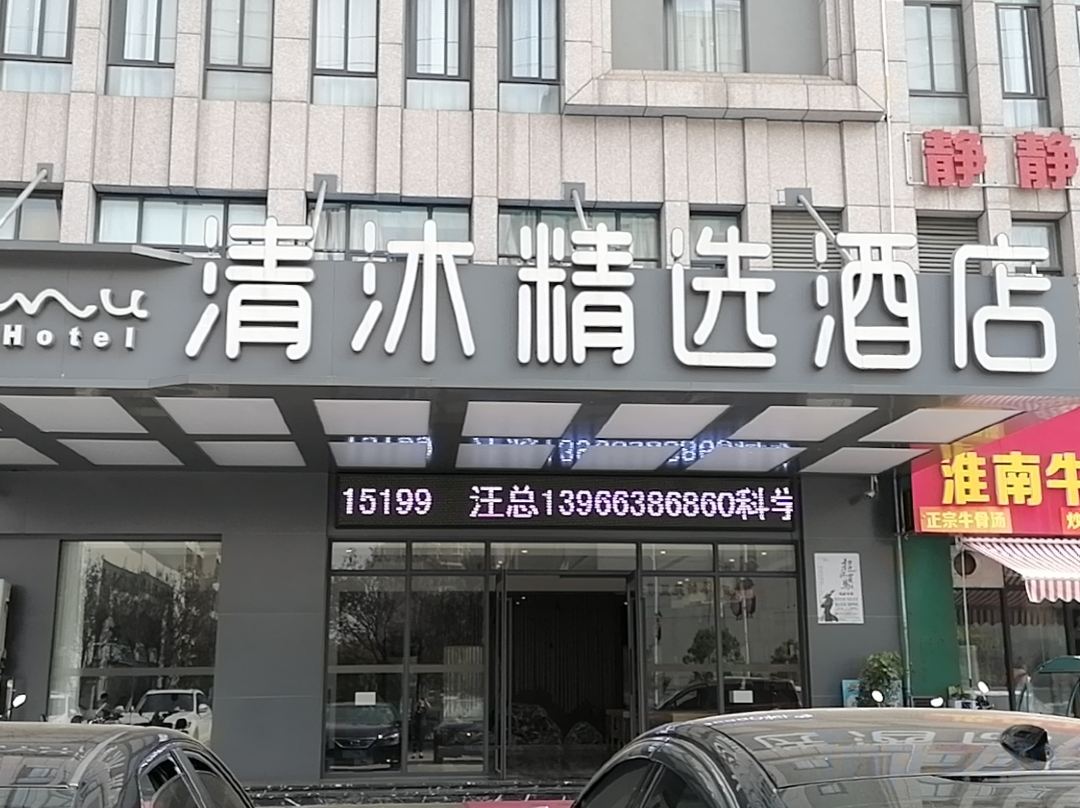 静静
清沐精选酒店
mu
Hotel
15199 汪总13966386860科学
淮南牛
正宗牛骨汤
炒